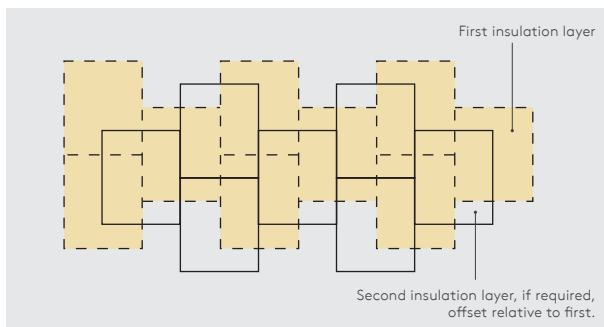 First insulation layer
Second insulation layer, if required,
offset relative to first.